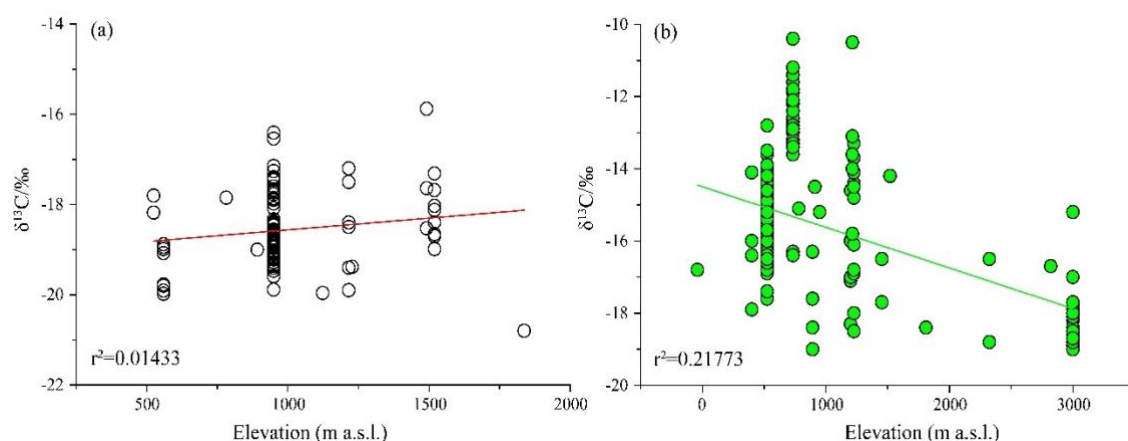 (a)
δ¹³C/‰
-14
-16
-18
-20
-22
r²=0.01433
500
1000
1500
2000
Elevation (m a.s.l.)
(b)
δ¹³C/‰
-10
-12
-14
-16
-18
-20
r²=0.21773
0
1000
2000
3000
Elevation (m a.s.l.)